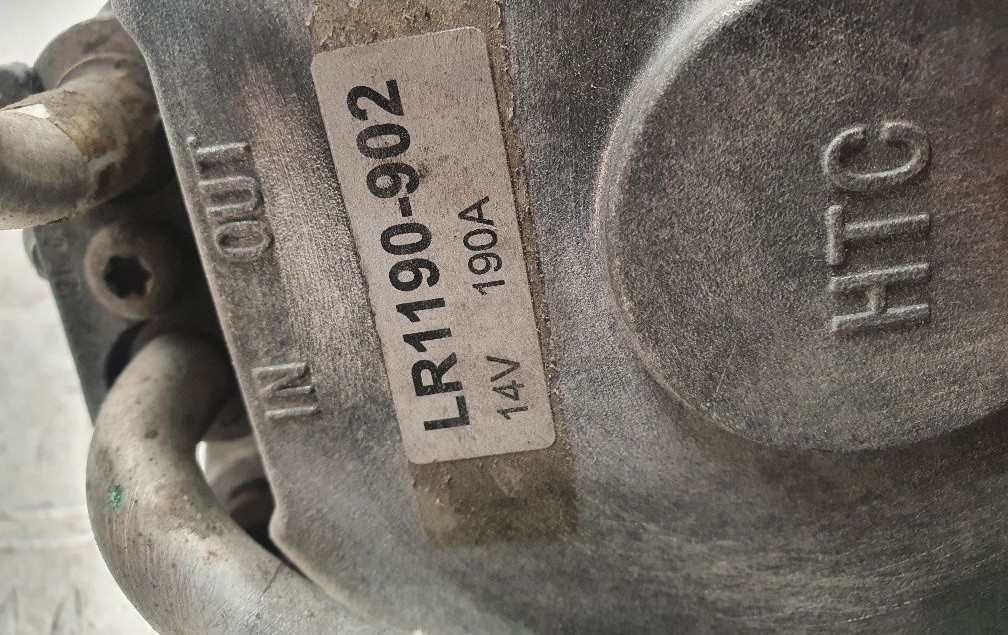 LR1190-902
14V 190A
IN OUT
HTC